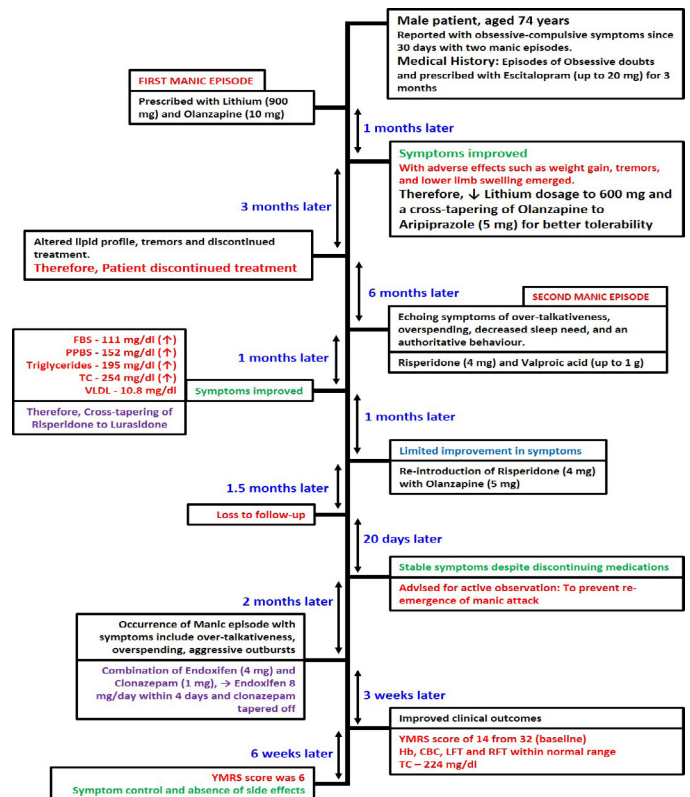 Male patient, aged 74 years
Reported with obsessive-compulsive symptoms since
30 days with two manic episodes.
Medical History: Episodes of Obsessive doubts
and prescribed with Escitalopram (up to 20 mg) for 3
months
FIRST MANIC EPISODE
Prescribed with Lithium (900
mg) and Olanzapine (10 mg)
1 months later
Symptoms improved
With adverse effects such as weight gain, tremors,
and lower limb swelling emerged.
Therefore, ↓ Lithium dosage to 600 mg and
a cross-tapering of Olanzapine to
Aripiprazole (5 mg) for better tolerability
3 months later
Altered lipid profile, tremors and discontinued
treatment.
Therefore, Patient discontinued treatment
6 months later
SECOND MANIC EPISODE
Echoing symptoms of over-talkativeness,
overspending, decreased sleep need, and an
authoritative behaviour.
Risperidone (4 mg) and Valproic acid (up to 1 g)
1 months later
FBS - 111 mg/dl (↑)
PPBS - 152 mg/dl (↑)
Triglycerides - 195 mg/dl (↑)
TC - 254 mg/dl (↑)
VLDL - 10.8 mg/dl
Symptoms improved
Therefore, Cross-tapering of
Risperidone to Lurasidone
1 months later
Limited improvement in symptoms
Re-introduction of Risperidone (4 mg)
with Olanzapine (5 mg)
1.5 months later
Loss to follow-up
20 days later
Stable symptoms despite discontinuing medications
Advised for active observation: To prevent re-
emergence of manic attack
2 months later
Occurrence of Manic episode with
symptoms include over-talkativeness,
overspending, aggressive outbursts
Combination of Endoxifen (4 mg) and
Clonazepam (1 mg), → Endoxifen 8
mg/day within 4 days and clonazepam
tapered off
3 weeks later
Improved clinical outcomes
YMRS score of 14 from 32 (baseline)
Hb, CBC, LFT and RFT within normal range
TC – 224 mg/dl
6 weeks later
YMRS score was 6
Symptom control and absence of side effects